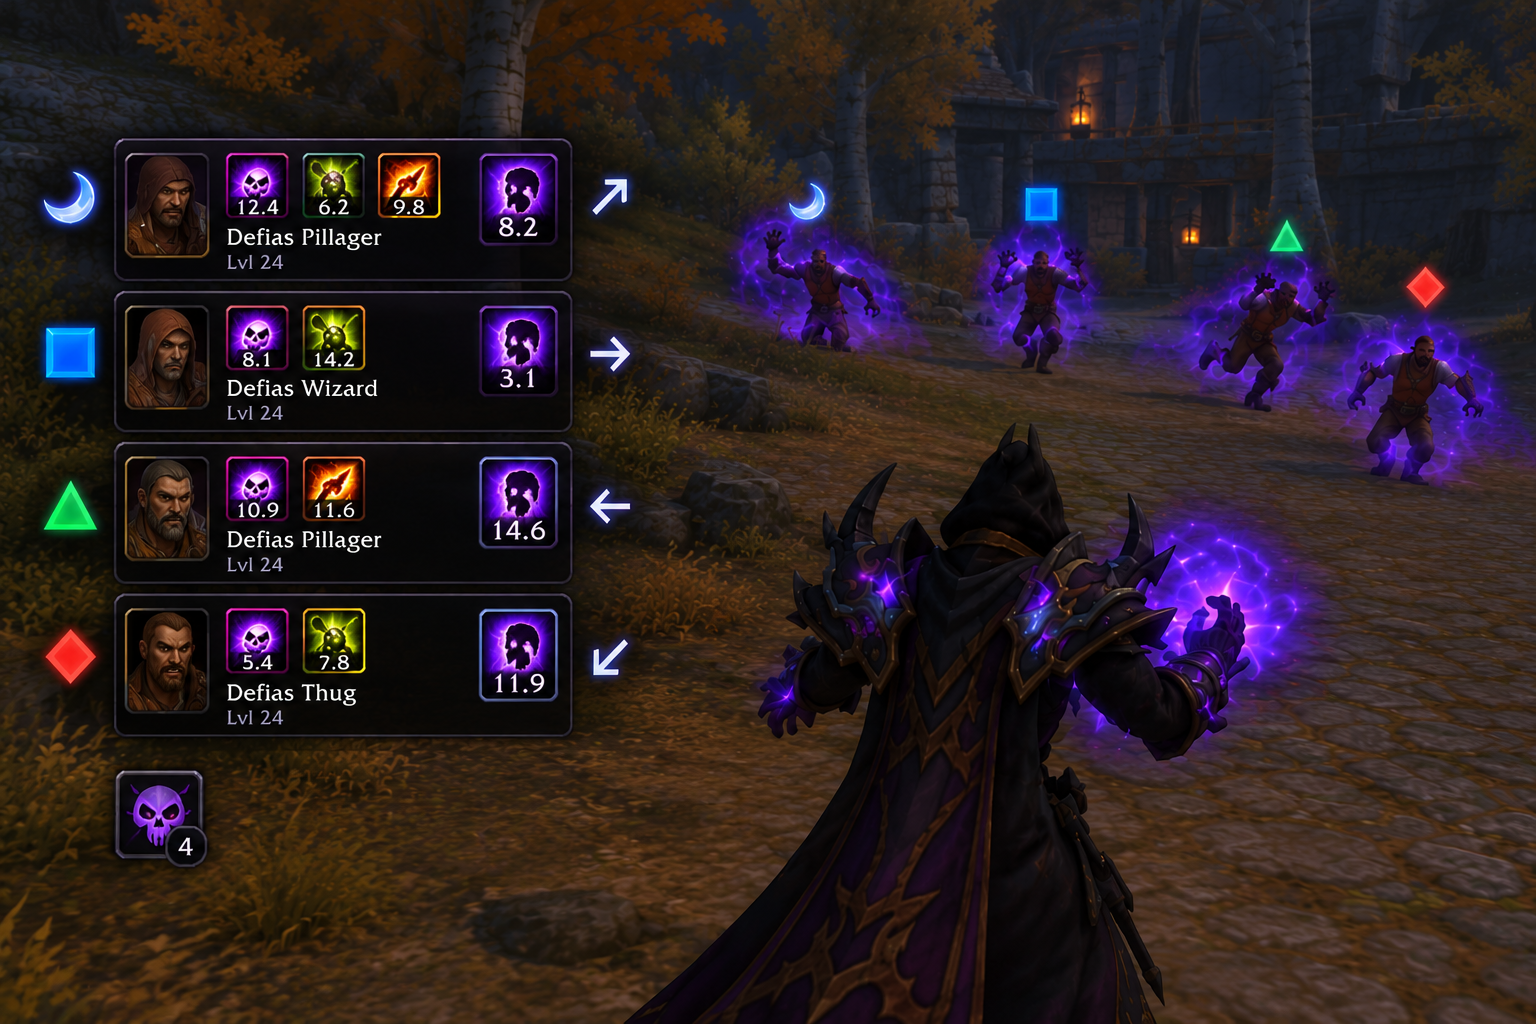 12.4 6.2 9.8 8.2
Defias Pillager
Lvl 24
8.1 14.2 3.1
Defias Wizard
Lvl 24
10.9 11.6 14.6
Defias Pillager
Lvl 24
5.4 7.8 11.9
Defias Thug
Lvl 24
4